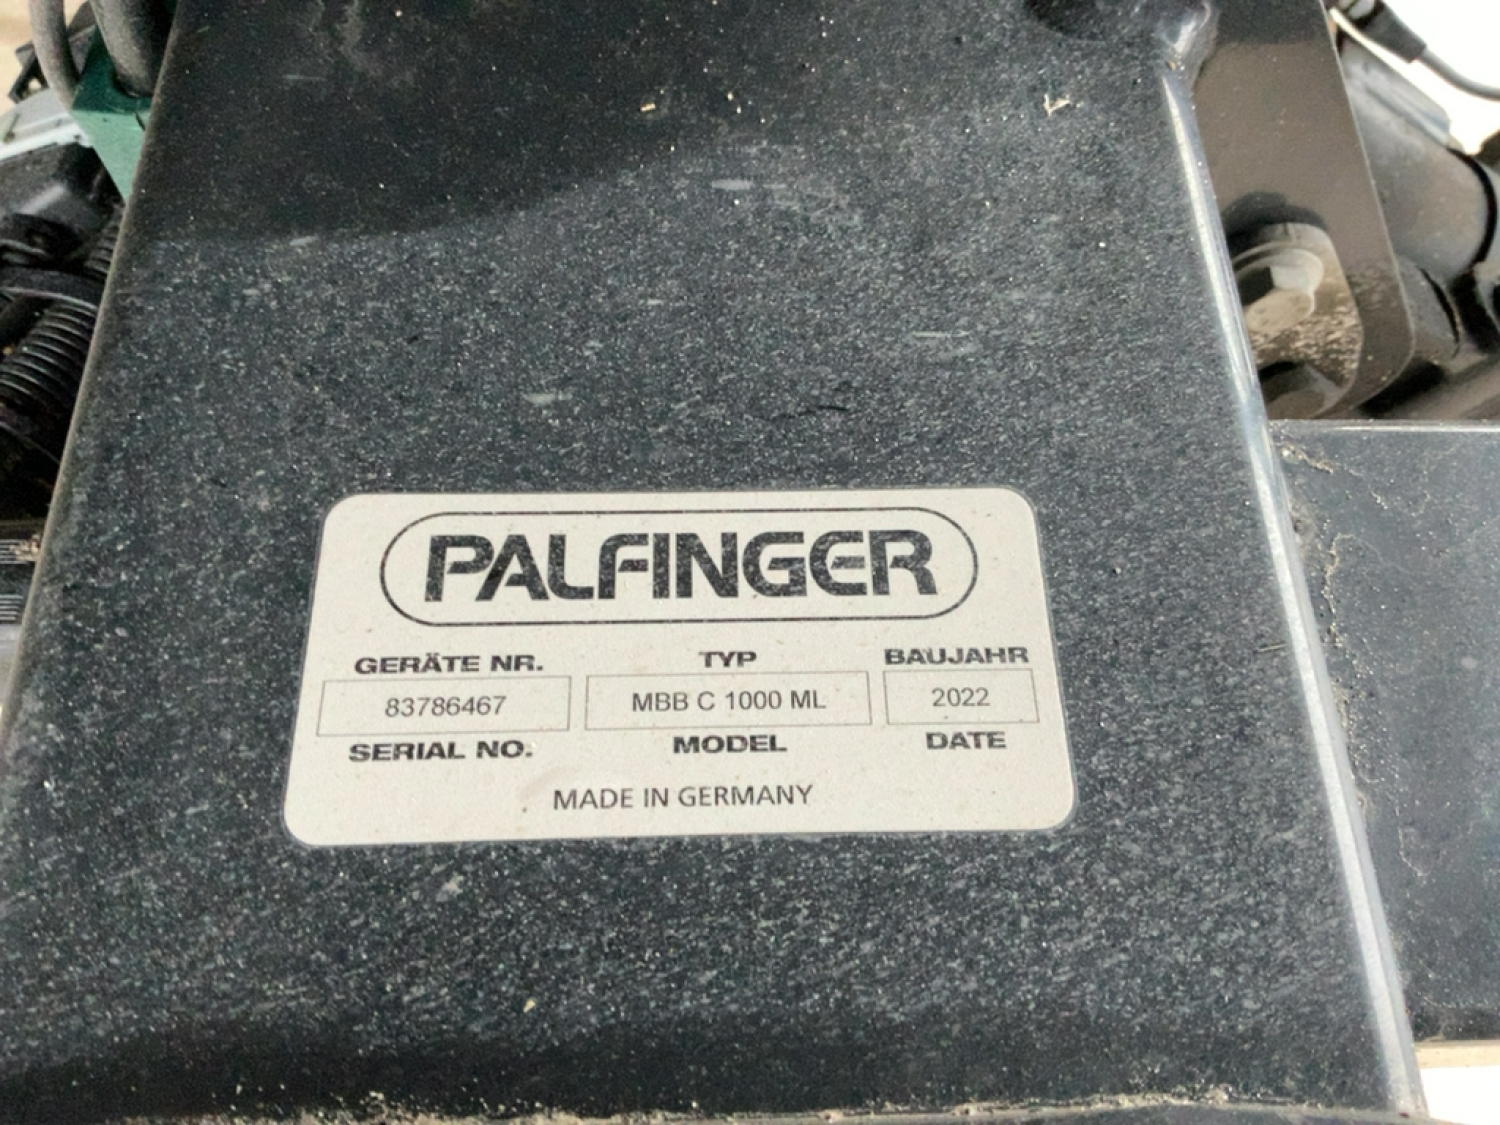 PALFINGER
GERÄTE NR. TYP BAUJAHR
83786467 MBB C 1000 ML 2022
SERIAL NO. MODEL DATE
MADE IN GERMANY